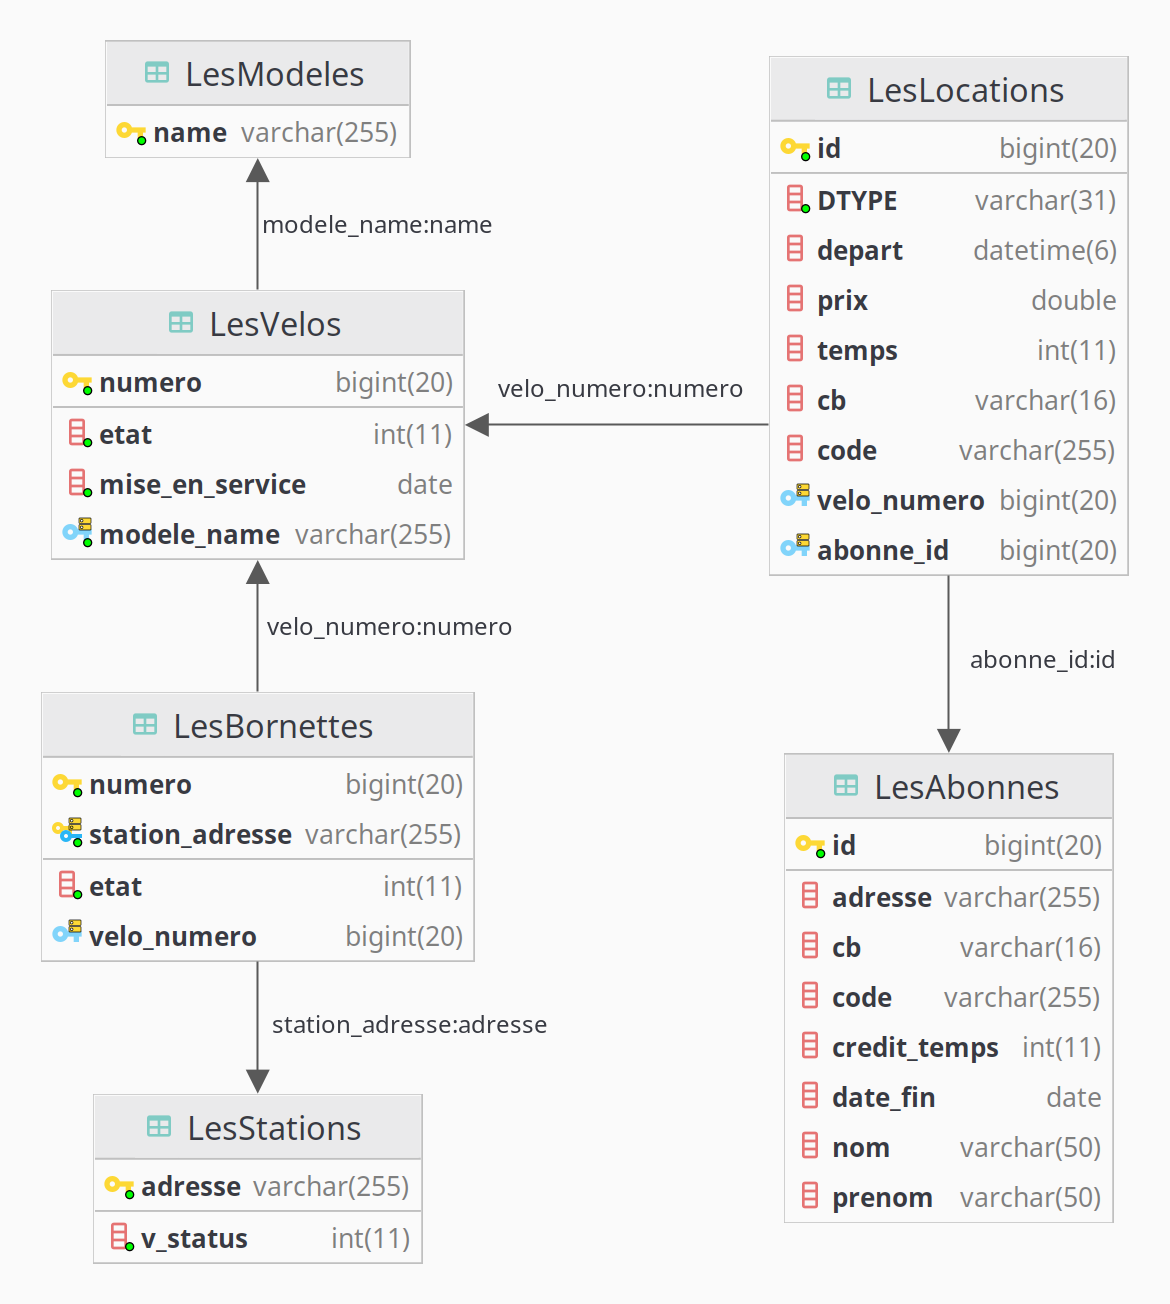 LesModeles
name varchar(255)
modele_name:name
LesVelos
numero bigint(20)
etat int(11)
mise_en_service date
modele_name varchar(255)
velo_numero:numero
LesBornettes
numero bigint(20)
station_adresse varchar(255)
etat int(11)
velo_numero bigint(20)
station_adresse:adresse
LesStations
adresse varchar(255)
v_status int(11)
velo_numero:numero
LesLocations
id bigint(20)
DTYPE varchar(31)
depart datetime(6)
prix double
temps int(11)
cb varchar(16)
code varchar(255)
velo_numero bigint(20)
abonne_id bigint(20)
abonne_id:id
LesAbonnes
id bigint(20)
adresse varchar(255)
cb varchar(16)
code varchar(255)
credit_temps int(11)
date_fin date
nom varchar(50)
prenom varchar(50)